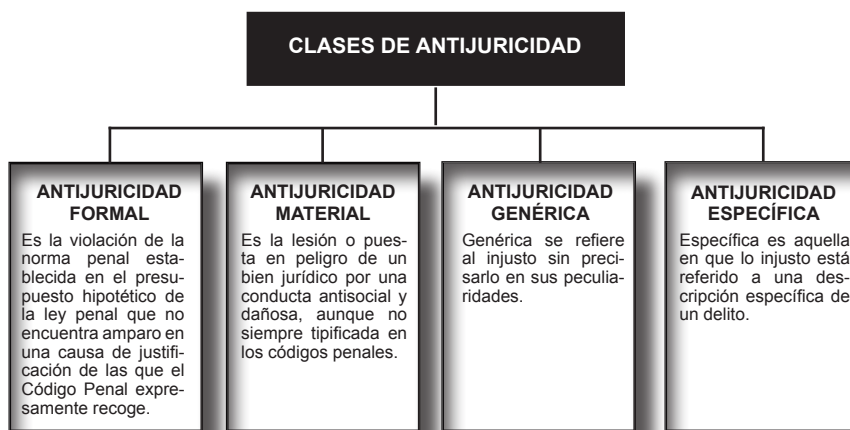 CLASES DE ANTIJURICIDAD
ANTIJURICIDAD
FORMAL
Es la violación de la
norma penal esta-
blecida en el presu-
puesto hipotético de
la ley penal que no
encuentra amparo en
una causa de justifi-
cación de las que el
Código Penal expre-
samente recoge.
ANTIJURICIDAD
MATERIAL
Es la lesión o pues-
ta en peligro de un
bien jurídico por una
conducta antisocial y
dañosa, aunque no
siempre tipificada en
los códigos penales.
ANTIJURICIDAD
GENÉRICA
Genérica se refiere
al injusto sin preci-
sarlo en sus peculia-
ridades.
ANTIJURICIDAD
ESPECÍFICA
Específica es aquella
en que lo injusto está
referido a una des-
cripción específica de
un delito.